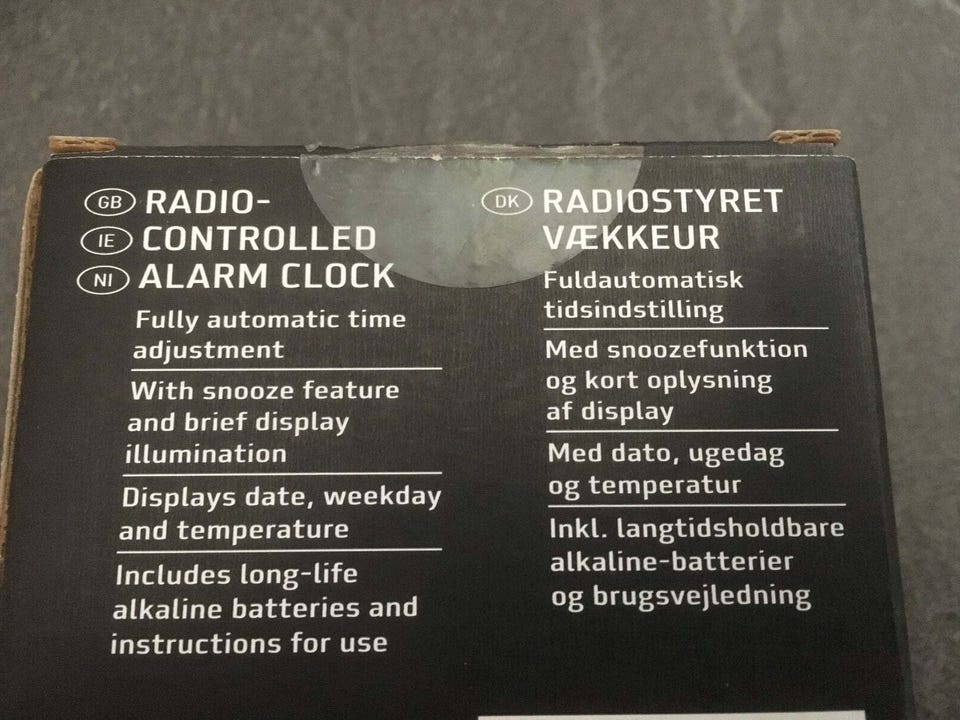 GB RADIO-
IE CONTROLLED
NI ALARM CLOCK
Fully automatic time
adjustment
With snooze feature
and brief display
illumination
Displays date, weekday
and temperature
Includes long-life
alkaline batteries and
instructions for use
DK RADIOSTYRET
VÆKKEUR
Fuldautomatisk
tidsindstilling
Med snoozefunktion
og kort oplysning
af display
Med dato, ugedag
og temperatur
Inkl. langtidsholdbare
alkaline-batterier
og brugsvejledning